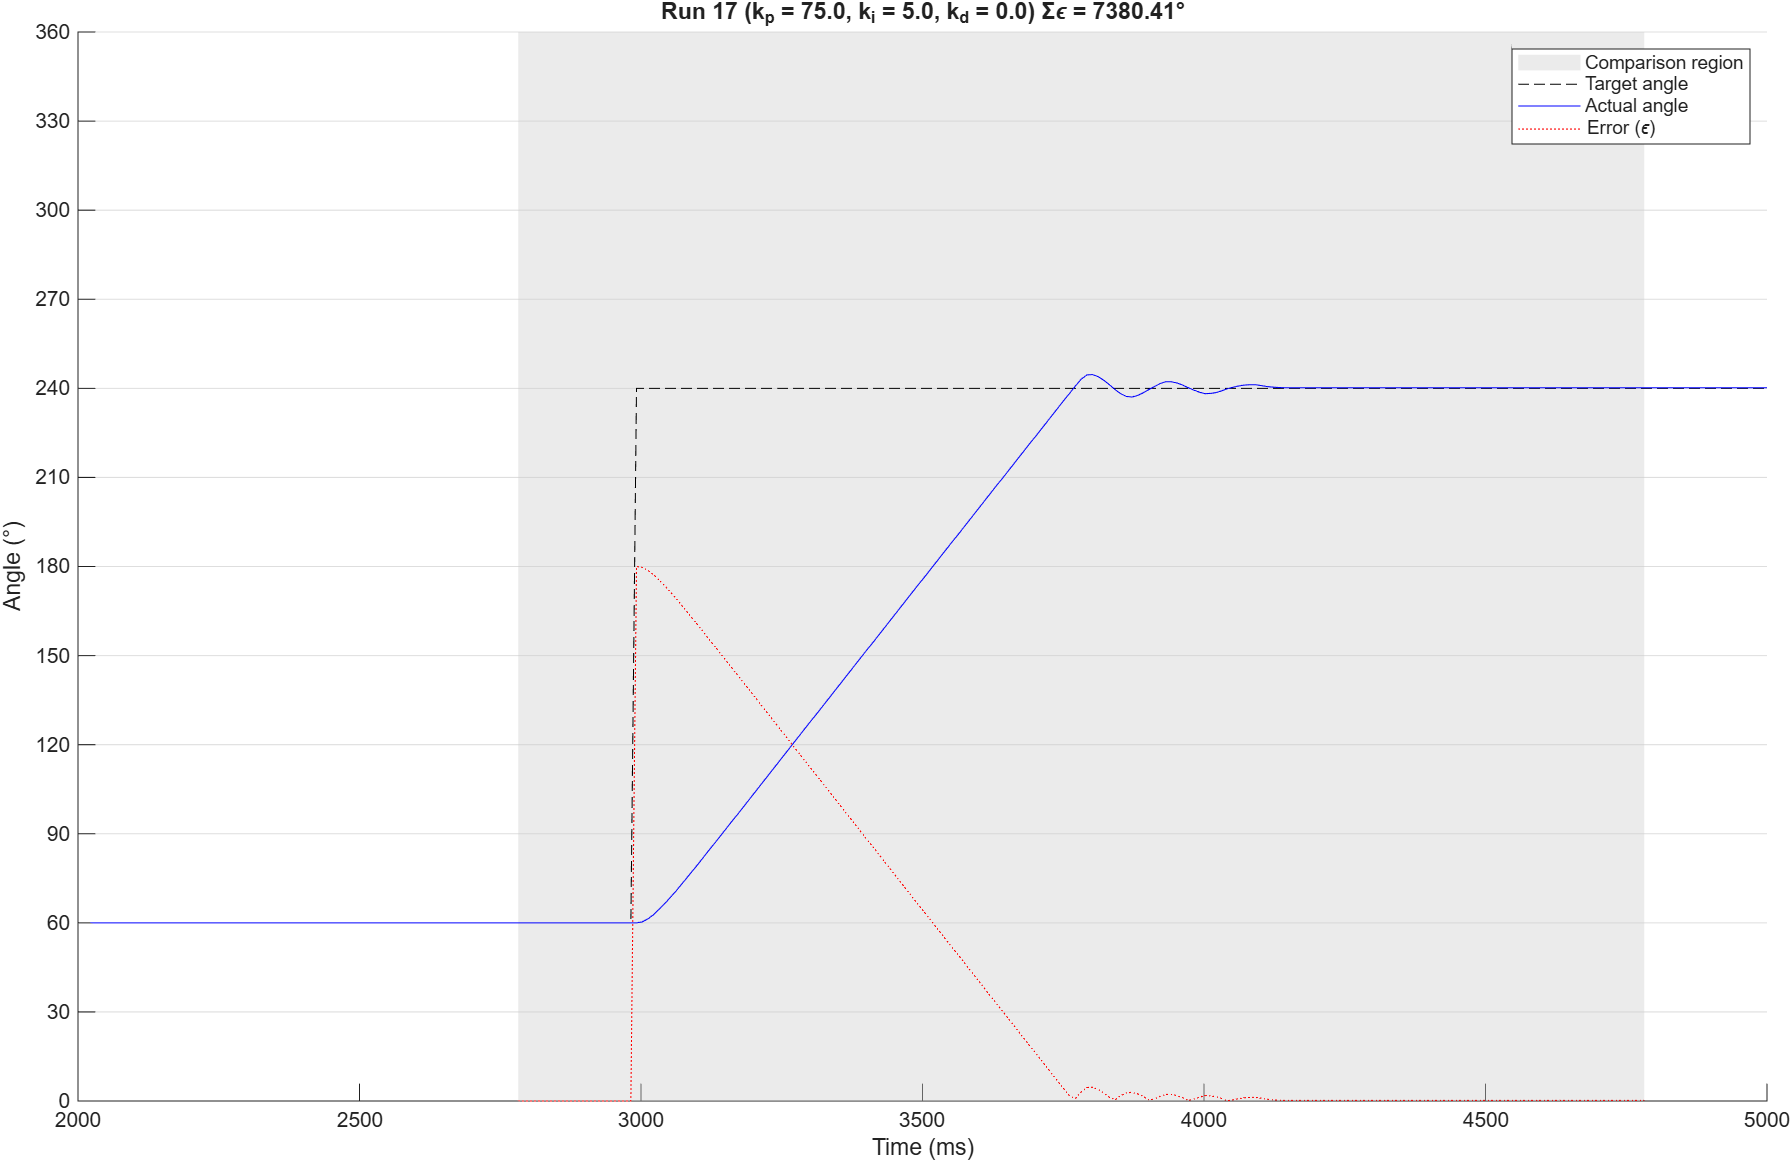 Run 17 (kp = 75.0, ki = 5.0, kd = 0.0) Σϵ = 7380.41°
360
330
300
270
240
210
180
150
120
90
60
30
0
Angle (°)
Comparison region
Target angle
Actual angle
Error (ϵ)
2000
2500
3000
3500
4000
4500
5000
Time (ms)